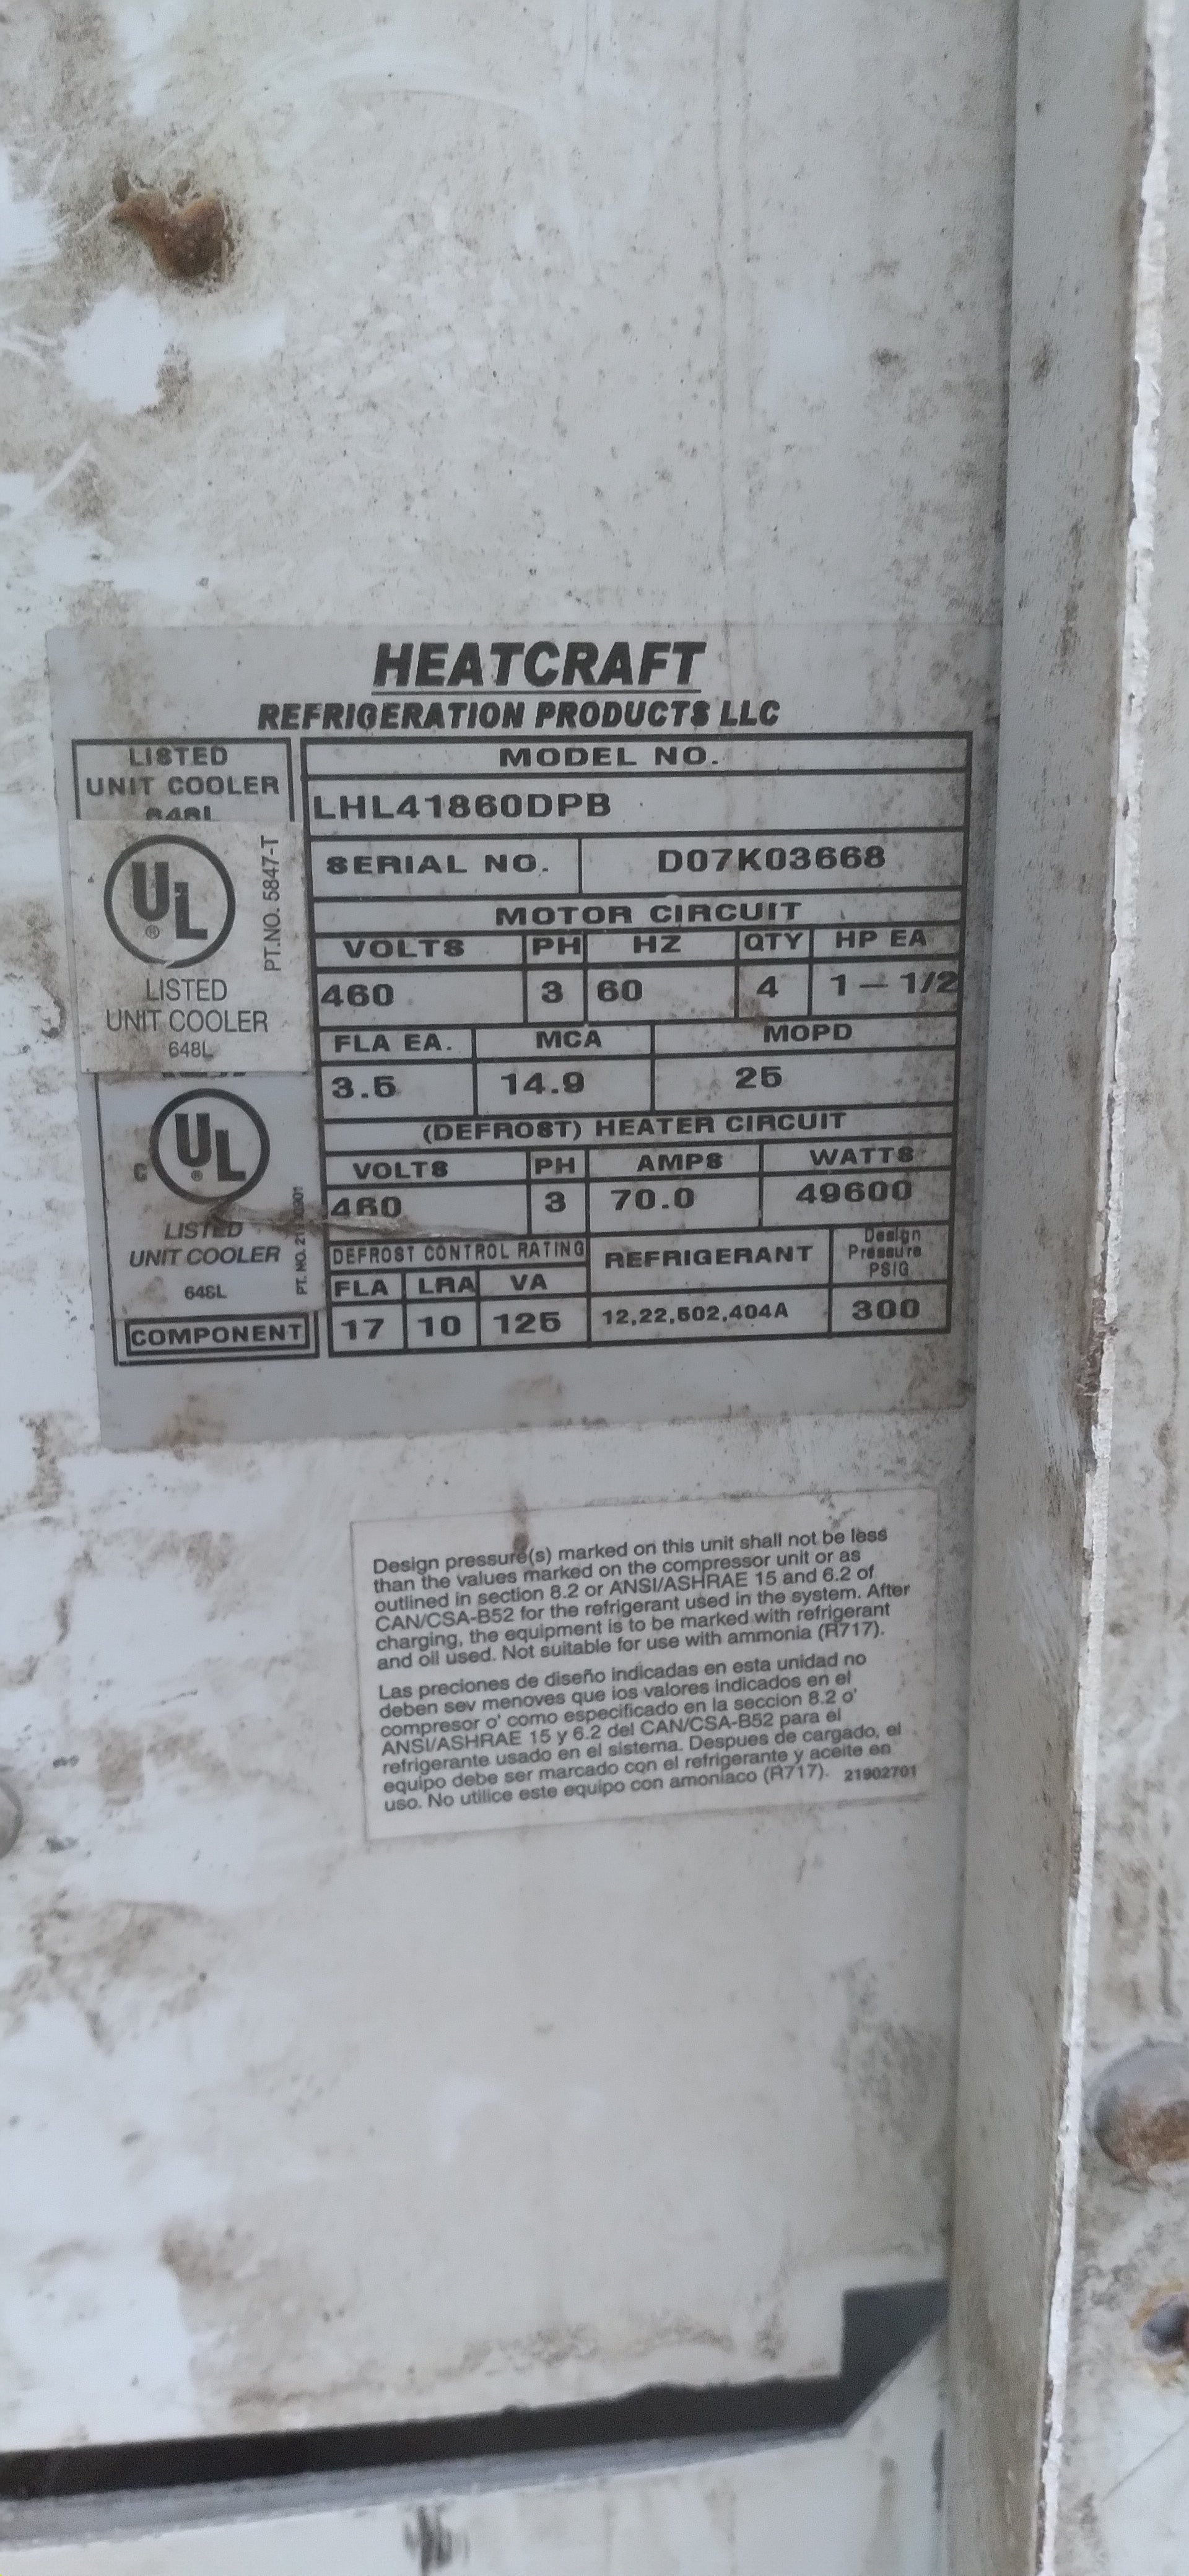 HEATCRAFT
REFRIGERATION PRODUCTS LLC
LISTED
UNIT COOLER
648L
UL
®
PT.NO. 5847-T
LISTED
UNIT COOLER
648L
C UL
®
LISTED
UNIT COOLER
648L
PT. NO.
COMPONENT
MODEL NO.
LHL41860DPB
SERIAL NO. D07K03668
MOTOR CIRCUIT
VOLTS PH HZ QTY HP EA
460 3 60 4 1 - 1/2
FLA EA. MCA MOPD
3.5 14.9 25
(DEFROST) HEATER CIRCUIT
VOLTS PH AMPS WATTS
460 3 70.0 49600
DEFROST CONTROL RATING REFRIGERANT Design Pressure PSIG
FLA LRA VA
17 10 125 12,22,502,404A 300
Design pressure(s) marked on this unit shall not be less
than the values marked on the compressor unit or as
outlined in section 8.2 or ANSI/ASHRAE 15 and 6.2 of
CAN/CSA-B52 for the refrigerant used in the system. After
charging, the equipment is to be marked with refrigerant
and oil used. Not suitable for use with ammonia (R717).
Las preciones de diseño indicadas en esta unidad no
deben sev menoves que ios valores indicados en el
compresor o' como especificado en la seccion 8.2 o'
ANSI/ASHRAE 15 y 6.2 del CAN/CSA-B52 para el
refrigerante usado en el sistema. Despues de cargado, el
equipo debe ser marcado con el refrigerante y aceite en
uso. No utilice este equipo con amoniaco (R717). 21902701